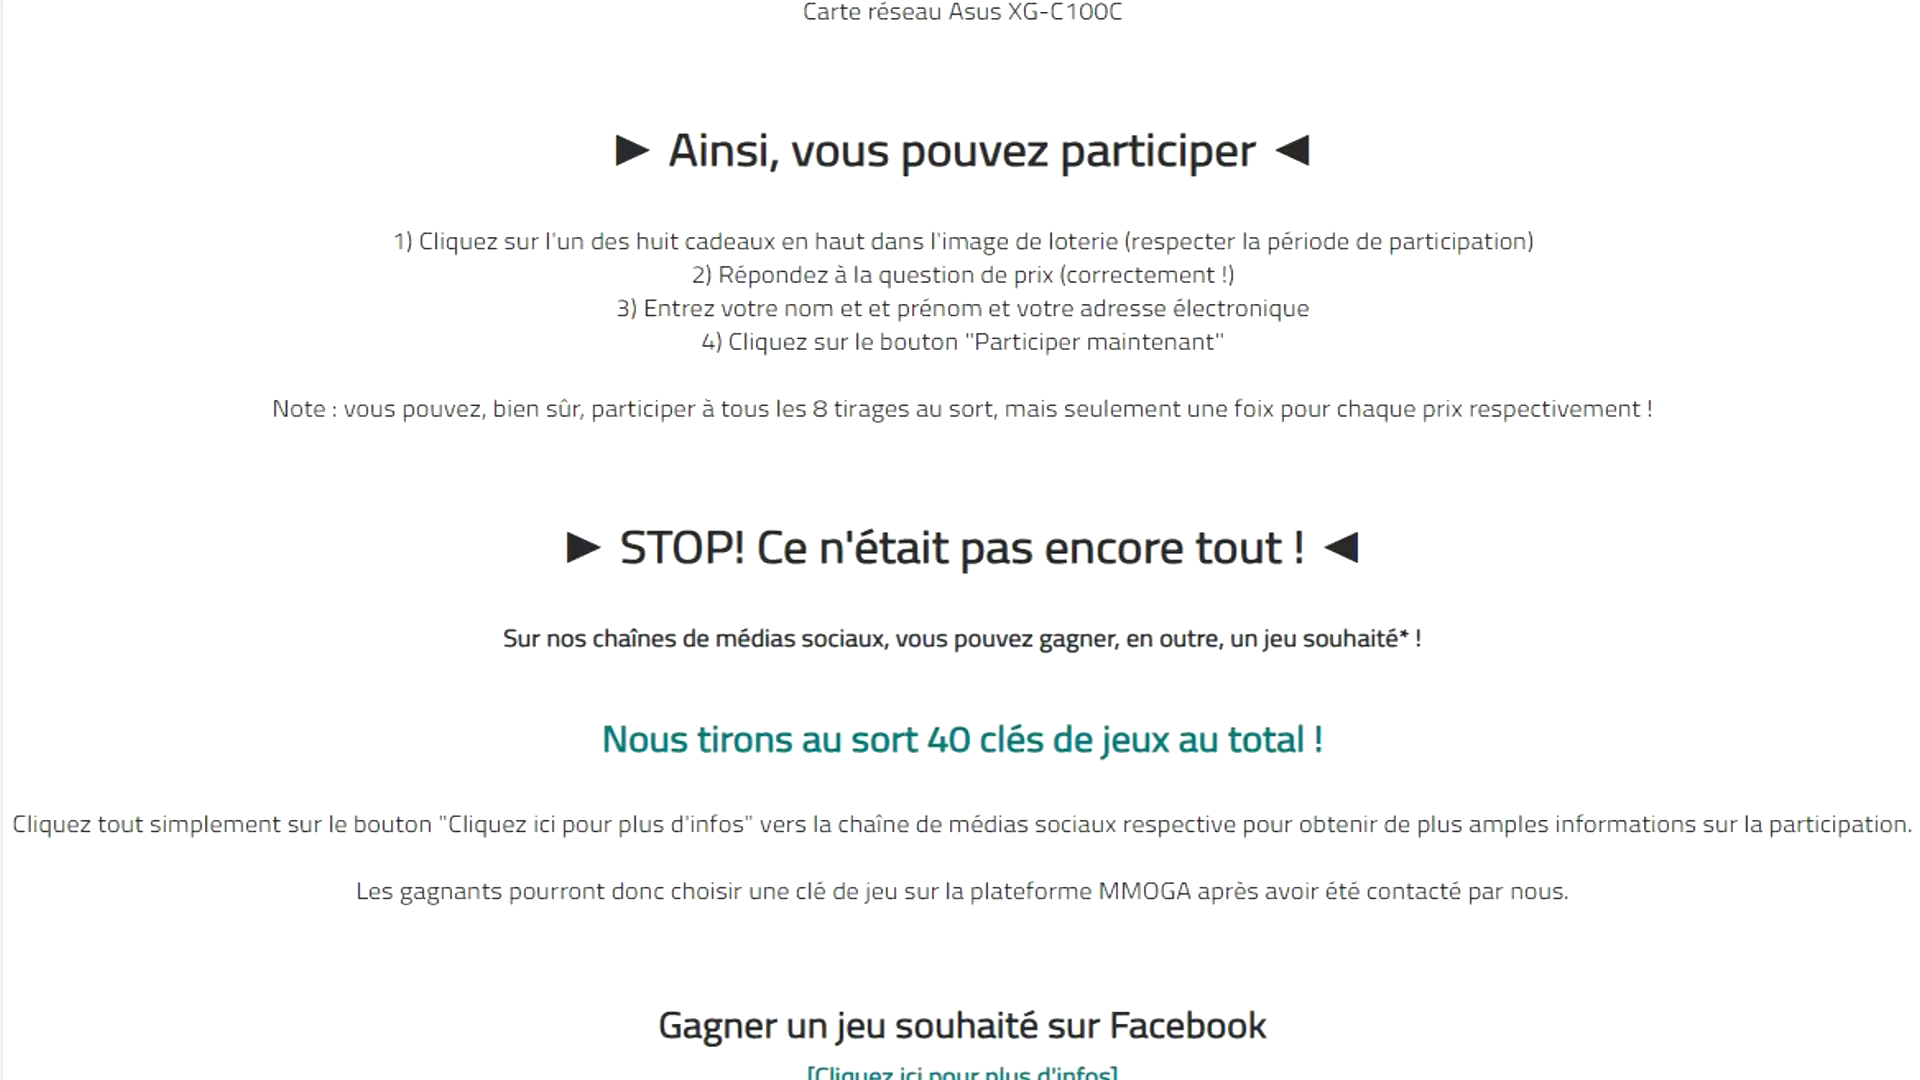 Carte réseau Asus XG-C100C
► Ainsi, vous pouvez participer ◄
1) Cliquez sur l'un des huit cadeaux en haut dans l'image de loterie (respecter la période de participation)
2) Répondez à la question de prix (correctement !)
3) Entrez votre nom et et prénom et votre adresse électronique
4) Cliquez sur le bouton "Participer maintenant"
Note : vous pouvez, bien sûr, participer à tous les 8 tirages au sort, mais seulement une foix pour chaque prix respectivement !
► STOP! Ce n'était pas encore tout ! ◄
Sur nos chaînes de médias sociaux, vous pouvez gagner, en outre, un jeu souhaité* !
Nous tirons au sort 40 clés de jeux au total !
Cliquez tout simplement sur le bouton "Cliquez ici pour plus d'infos" vers la chaîne de médias sociaux respective pour obtenir de plus amples informations sur la participation.
Les gagnants pourront donc choisir une clé de jeu sur la plateforme MMOGA après avoir été contacté par nous.
Gagner un jeu souhaité sur Facebook
[Cliquez ici pour plus d'infos]